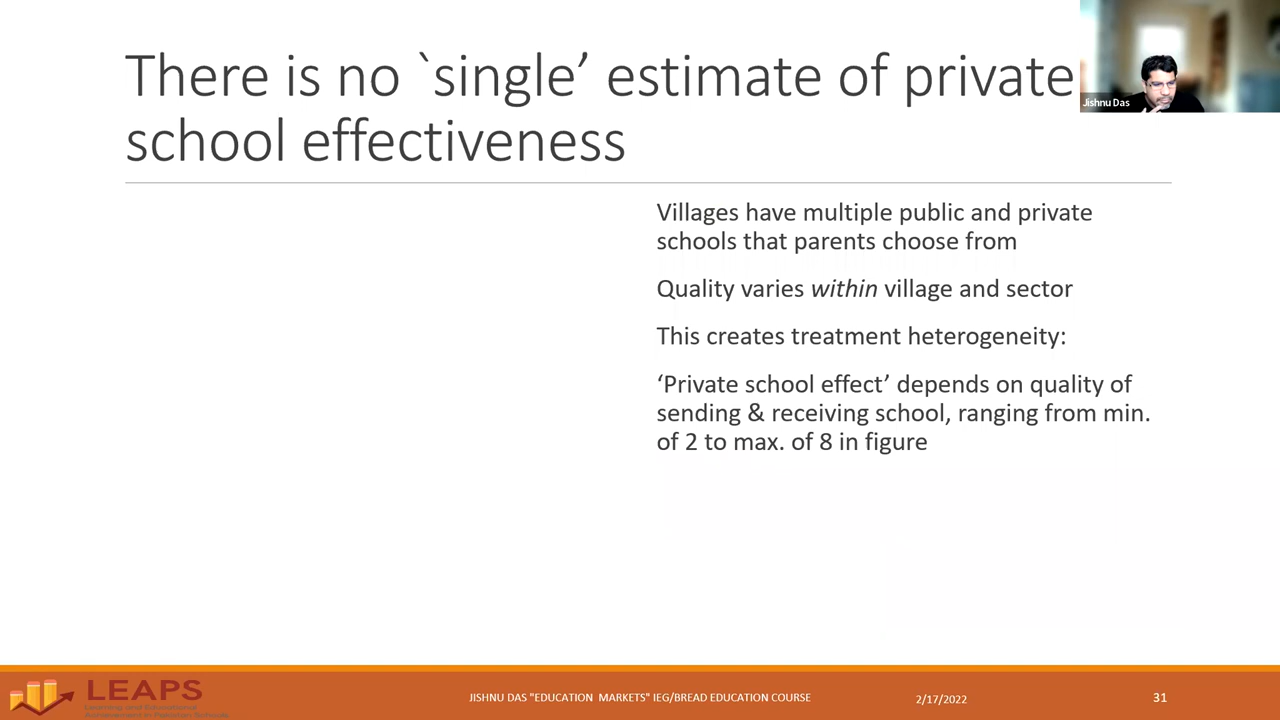 There is no `single’ estimate of private
school effectiveness
Jishnu Das
Villages have multiple public and private
schools that parents choose from
Quality varies within village and sector
This creates treatment heterogeneity:
‘Private school effect’ depends on quality of
sending & receiving school, ranging from min.
of 2 to max. of 8 in figure
LEAPS
Learning and Educational
Achievement in Pakistan Schools
JISHNU DAS "EDUCATION MARKETS" IEG/BREAD EDUCATION COURSE
2/17/2022
31